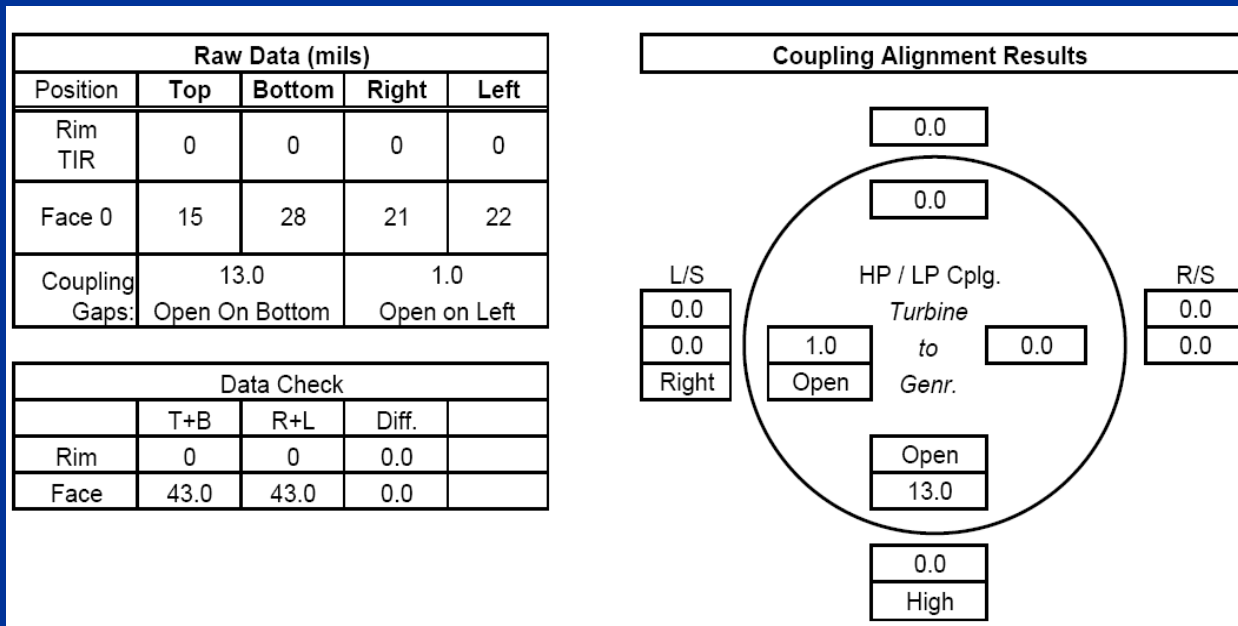 Raw Data (mils)
Position Top Bottom Right Left
Rim TIR 0 0 0 0
Face 0 15 28 21 22
Coupling Gaps: 13.0 Open On Bottom 1.0 Open on Left
Data Check
T+B R+L Diff.
Rim 0 0 0.0
Face 43.0 43.0 0.0
Coupling Alignment Results
0.0
0.0
L/S HP / LP Cplg. R/S
0.0 Turbine 0.0
0.0 1.0 to 0.0 0.0
Right Open Genr.
Open
13.0
0.0
High